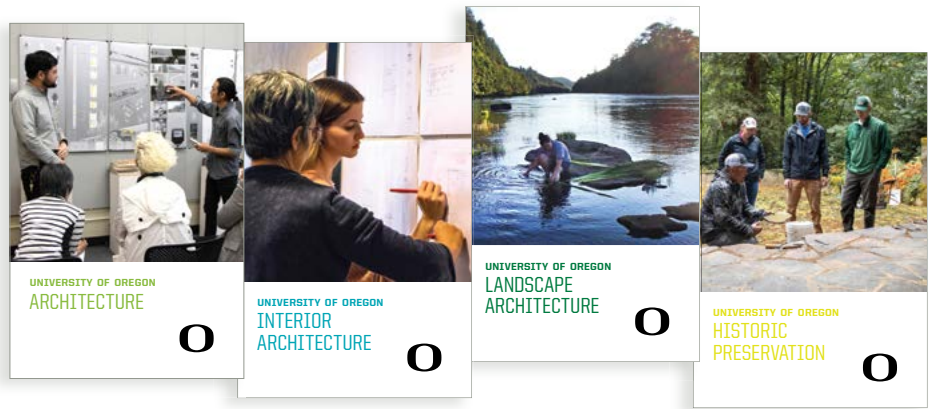 UNIVERSITY OF OREGON
ARCHITECTURE
O
UNIVERSITY OF OREGON
INTERIOR
ARCHITECTURE
O
UNIVERSITY OF OREGON
LANDSCAPE
ARCHITECTURE
O
UNIVERSITY OF OREGON
HISTORIC
PRESERVATION
O